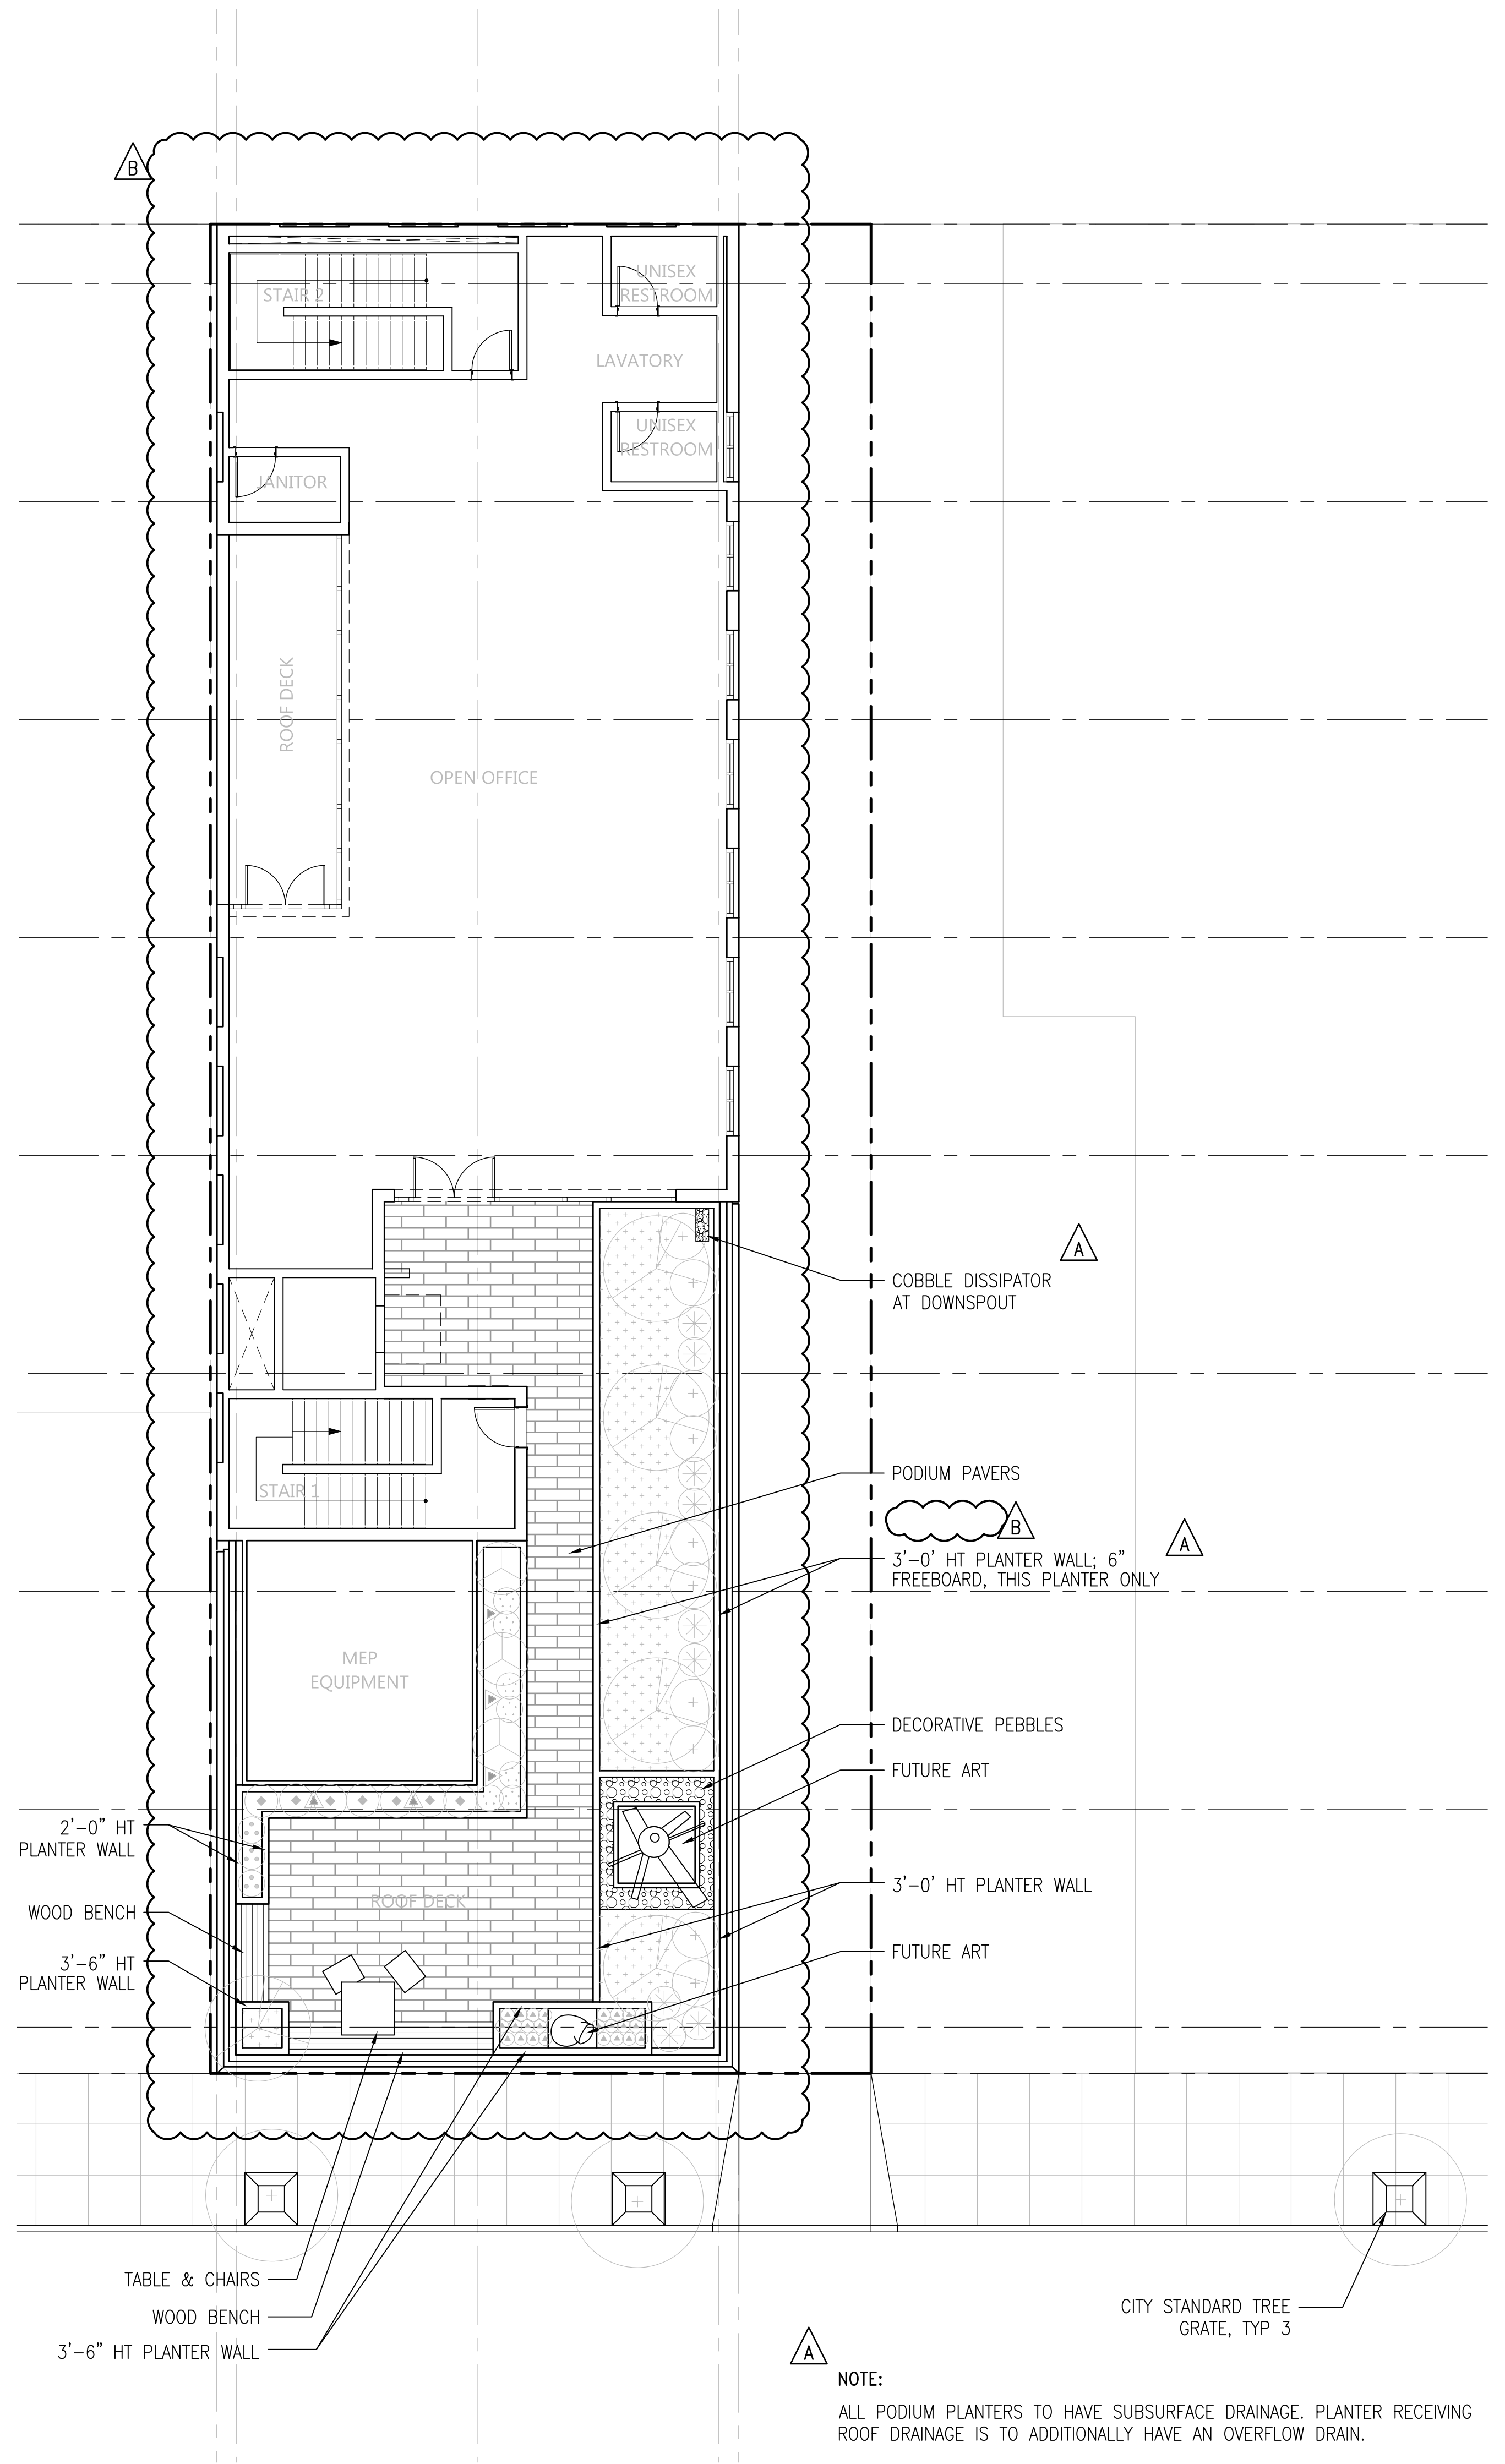 B
UNISEX
RESTROOM
STAIR 2
LAVATORY
UNISEX
RESTROOM
JANITOR
ROOF DECK
OPEN OFFICE
A
COBBLE DISSIPATOR
AT DOWNSPOUT
PODIUM PAVERS
STAIR 1
B
A
3'-0' HT PLANTER WALL; 6"
FREEBOARD, THIS PLANTER ONLY
MEP
EQUIPMENT
DECORATIVE PEBBLES
FUTURE ART
2'-0" HT
PLANTER WALL
3'-0' HT PLANTER WALL
ROOF DECK
WOOD BENCH
FUTURE ART
3'-6" HT
PLANTER WALL
TABLE & CHAIRS
WOOD BENCH
3'-6" HT PLANTER WALL
CITY STANDARD TREE
GRATE, TYP 3
A
NOTE:
ALL PODIUM PLANTERS TO HAVE SUBSURFACE DRAINAGE. PLANTER RECEIVING
ROOF DRAINAGE IS TO ADDITIONALLY HAVE AN OVERFLOW DRAIN.